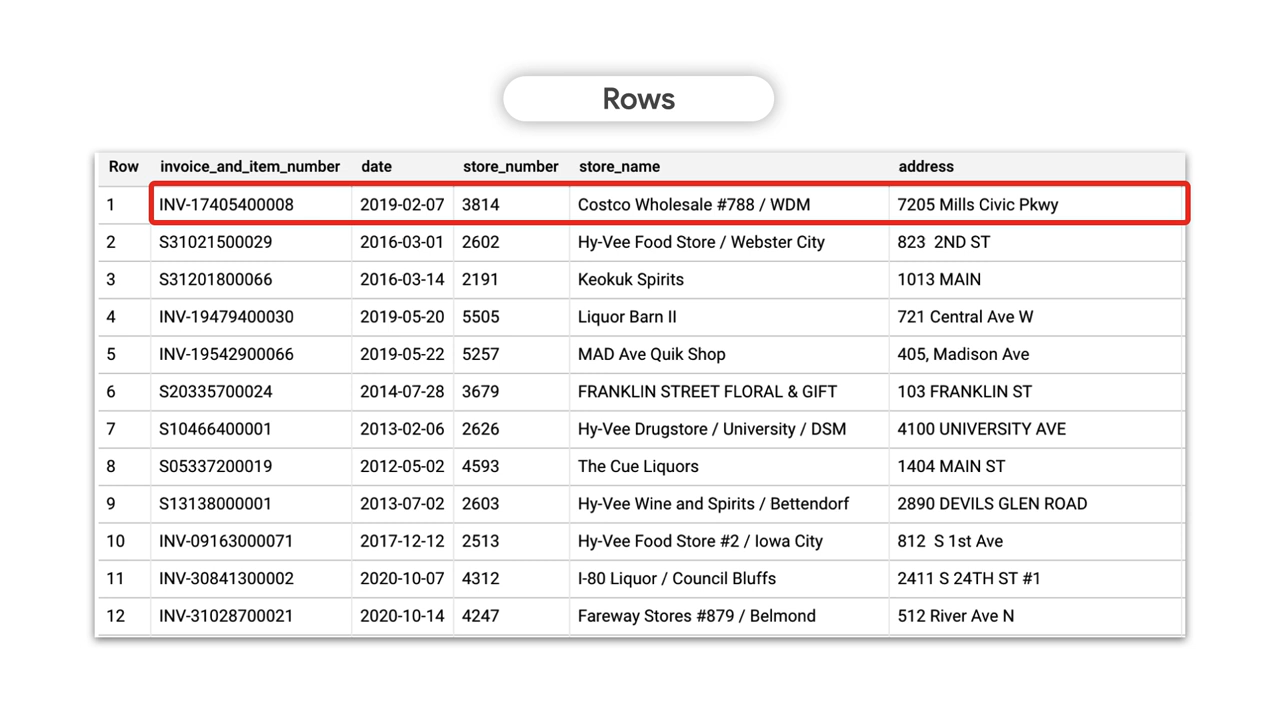 Rows
Row invoice_and_item_number date store_number store_name address
1 INV-17405400008 2019-02-07 3814 Costco Wholesale #788 / WDM 7205 Mills Civic Pkwy
2 S31021500029 2016-03-01 2602 Hy-Vee Food Store / Webster City 823  2ND ST
3 S31201800066 2016-03-14 2191 Keokuk Spirits 1013 MAIN
4 INV-19479400030 2019-05-20 5505 Liquor Barn II 721 Central Ave W
5 INV-19542900066 2019-05-22 5257 MAD Ave Quik Shop 405, Madison Ave
6 S20335700024 2014-07-28 3679 FRANKLIN STREET FLORAL & GIFT 103 FRANKLIN ST
7 S10466400001 2013-02-06 2626 Hy-Vee Drugstore / University / DSM 4100 UNIVERSITY AVE
8 S05337200019 2012-05-02 4593 The Cue Liquors 1404 MAIN ST
9 S13138000001 2013-07-02 2603 Hy-Vee Wine and Spirits / Bettendorf 2890 DEVILS GLEN ROAD
10 INV-09163000071 2017-12-12 2513 Hy-Vee Food Store #2 / Iowa City 812  S 1st Ave
11 INV-30841300002 2020-10-07 4312 I-80 Liquor / Council Bluffs 2411 S 24TH ST #1
12 INV-31028700021 2020-10-14 4247 Fareway Stores #879 / Belmond 512 River Ave N